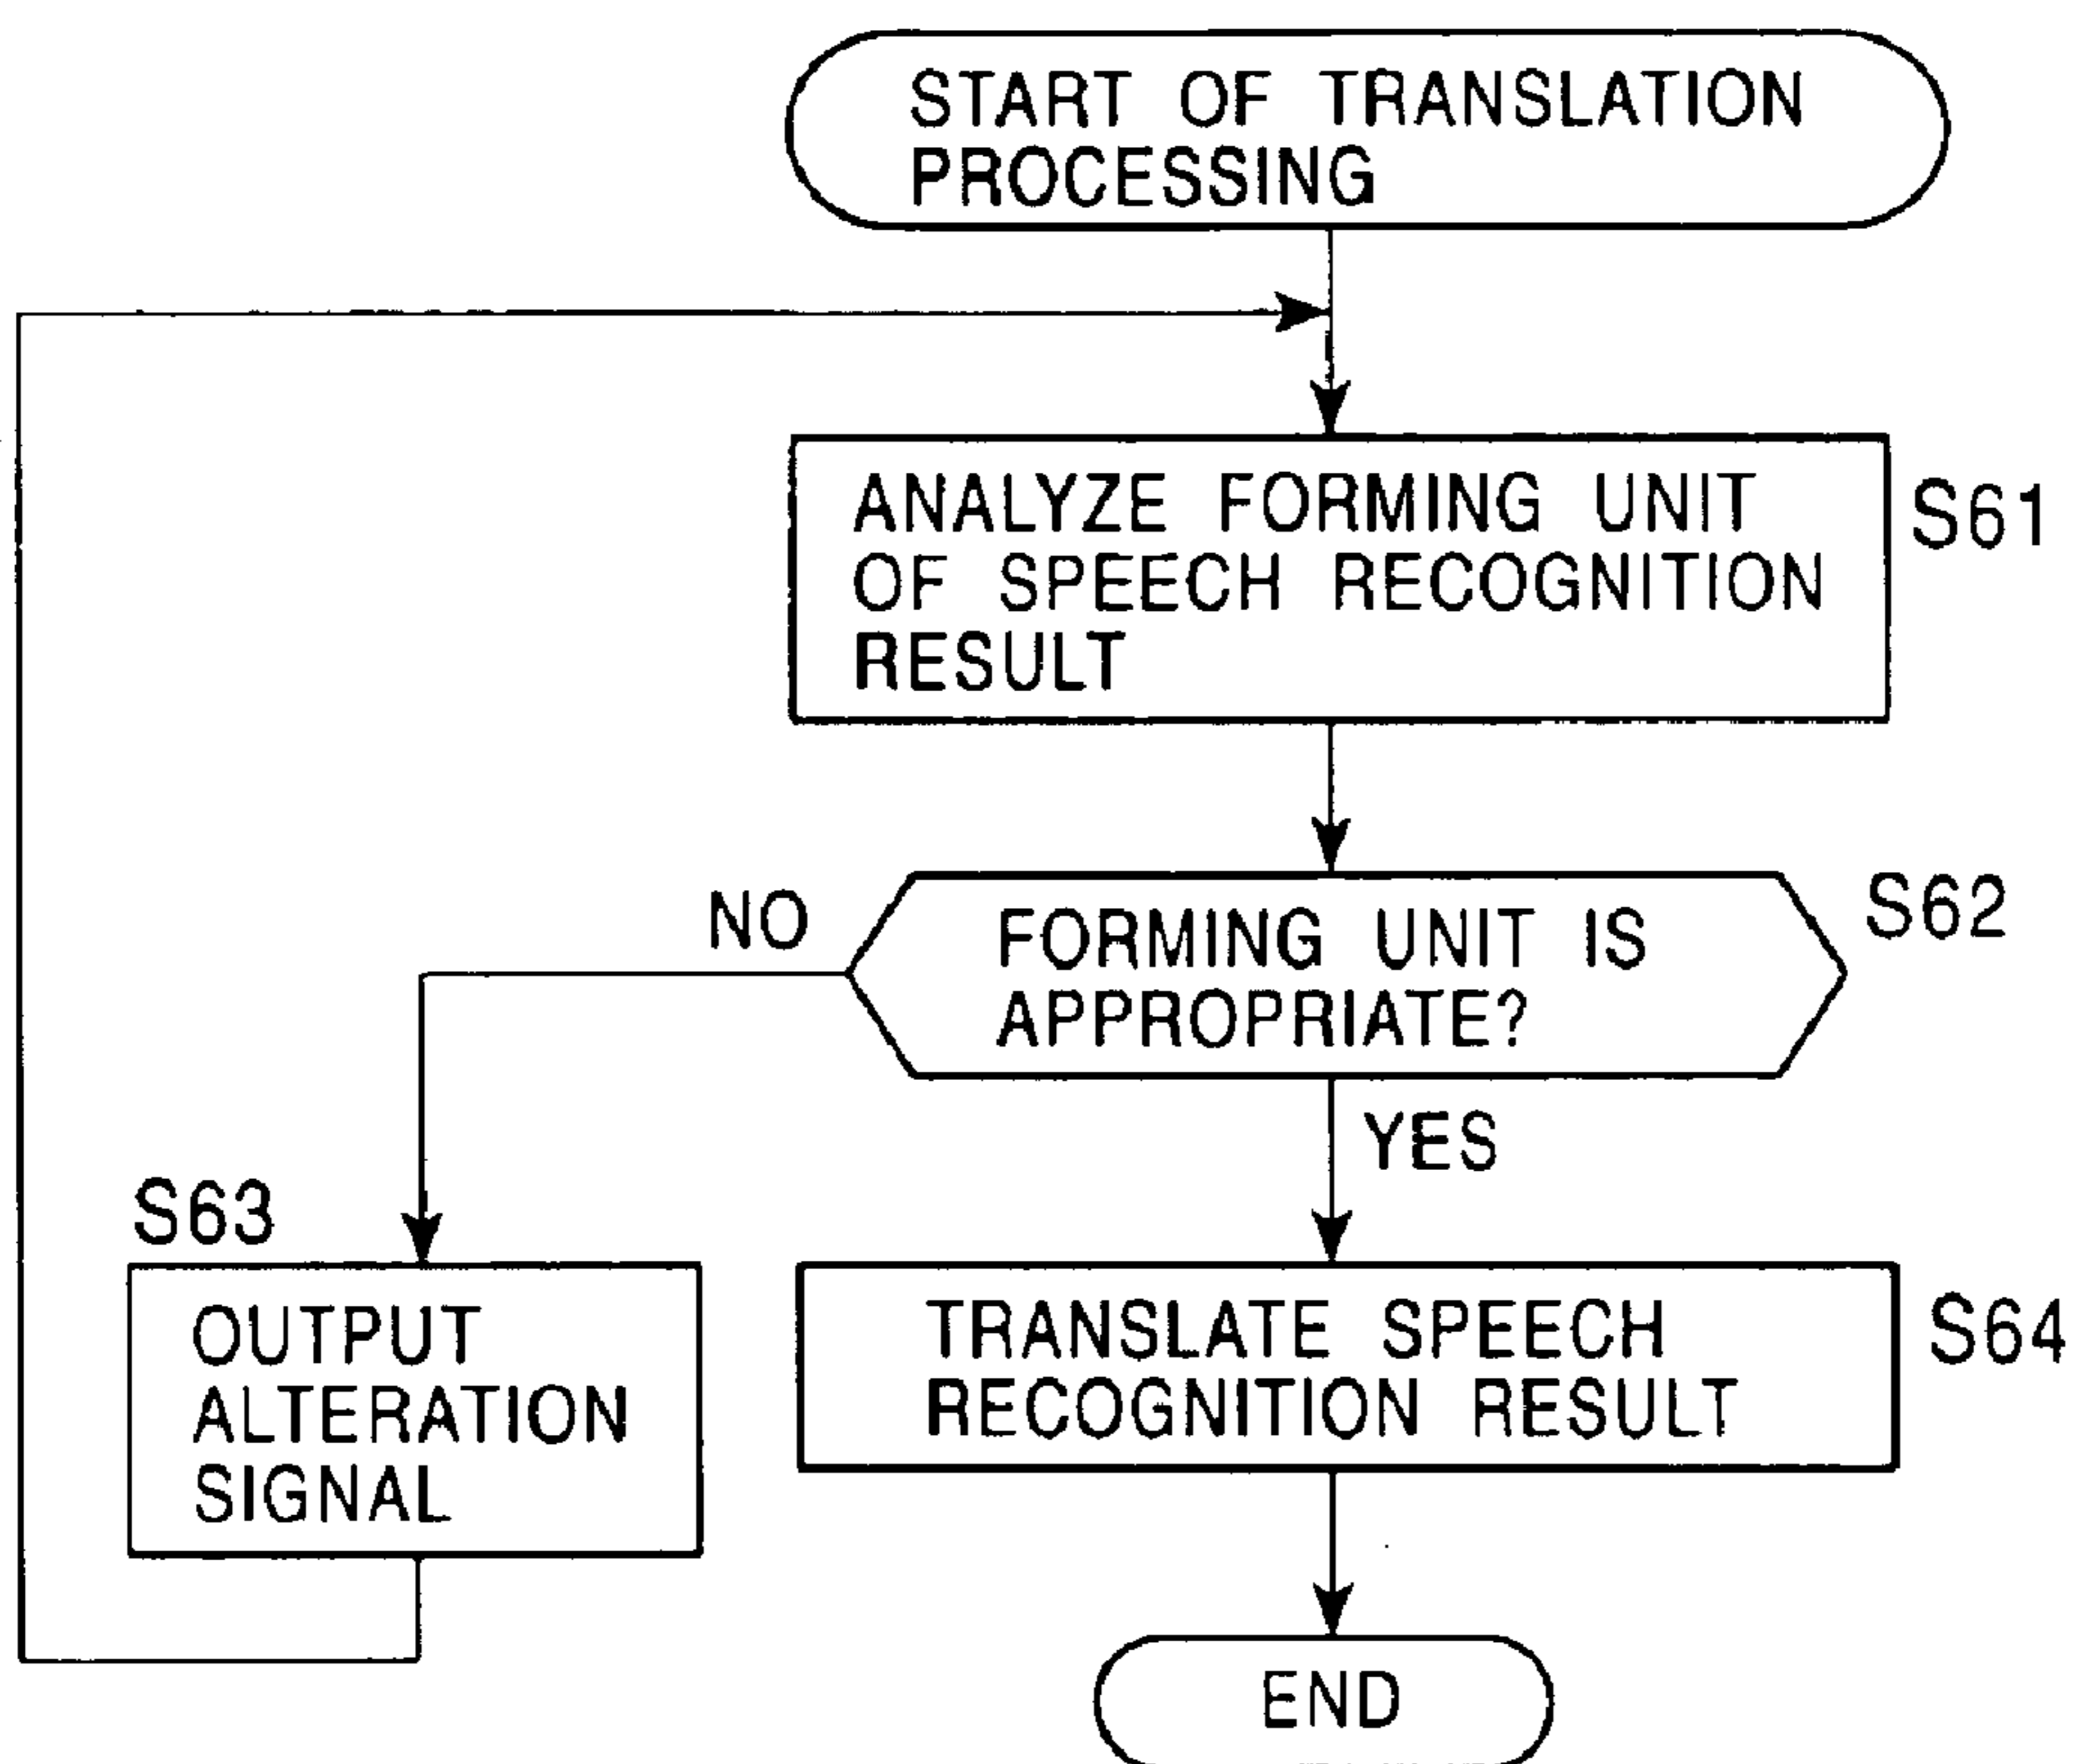 START OF TRANSLATION
PROCESSING
ANALYZE FORMING UNIT
OF SPEECH RECOGNITION
RESULT
S61
FORMING UNIT IS
APPROPRIATE?
S62
NO
YES
S63
OUTPUT
ALTERATION
SIGNAL
TRANSLATE SPEECH
RECOGNITION RESULT
S64
END